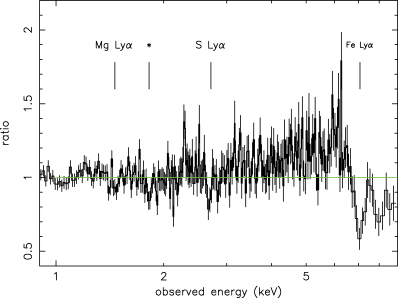 2
Mg Lyα * S Lyα Fe Lyα
1.5
ratio
1
0.5
1 2 5
observed energy (keV)